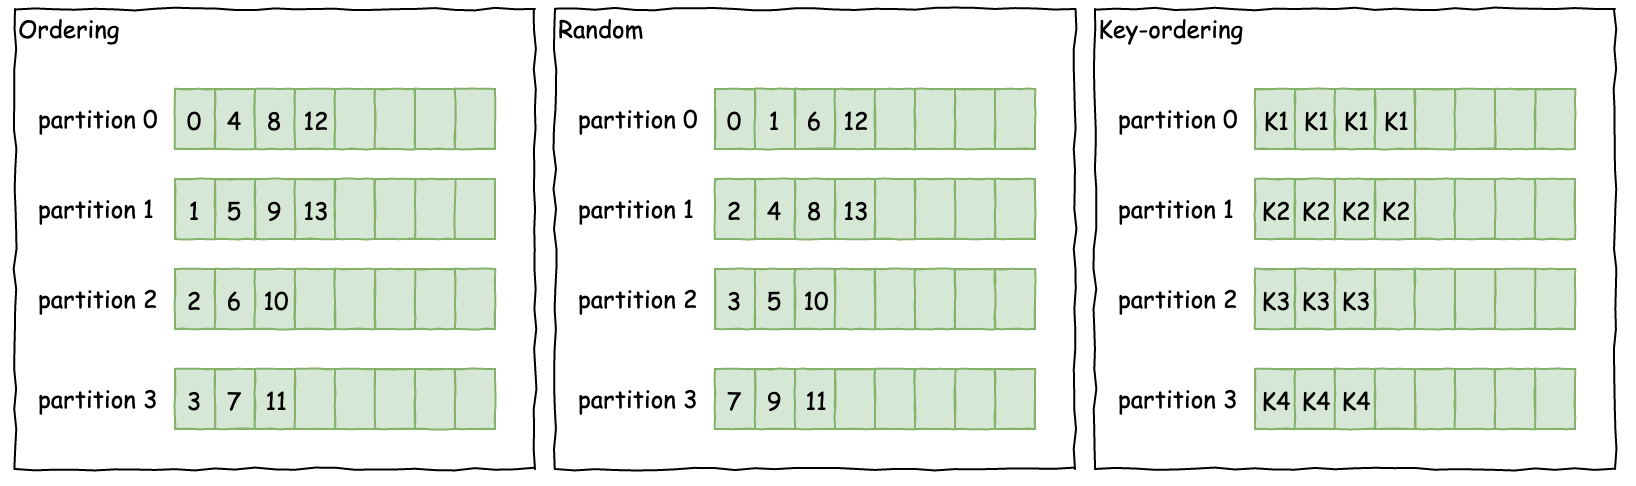 Ordering
partition 0 0 4 8 12
partition 1 1 5 9 13
partition 2 2 6 10
partition 3 3 7 11
Random
partition 0 0 1 6 12
partition 1 2 4 8 13
partition 2 3 5 10
partition 3 7 9 11
Key-ordering
partition 0 K1 K1 K1 K1
partition 1 K2 K2 K2 K2
partition 2 K3 K3 K3
partition 3 K4 K4 K4